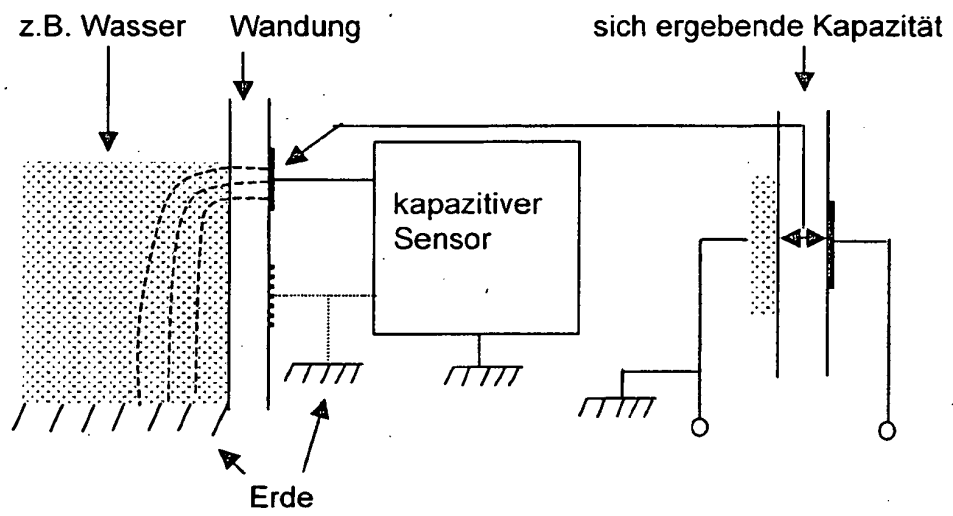 z.B. Wasser
Wandung
sich ergebende Kapazität
kapazitiver
Sensor
Erde